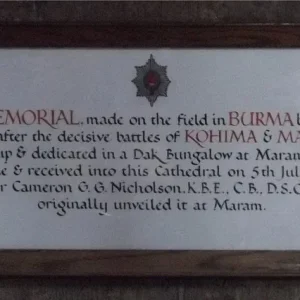 EMORIAL, made on the field in BURMA b
after the decisive battles of KOHIMA & MA
up & dedicated in a Dak Bungalow at Maram
e & received into this Cathedral on 5th Jul
r Cameron G. G. Nicholson, K.B.E., C.B., D.S.O
originally unveiled it at Maram.